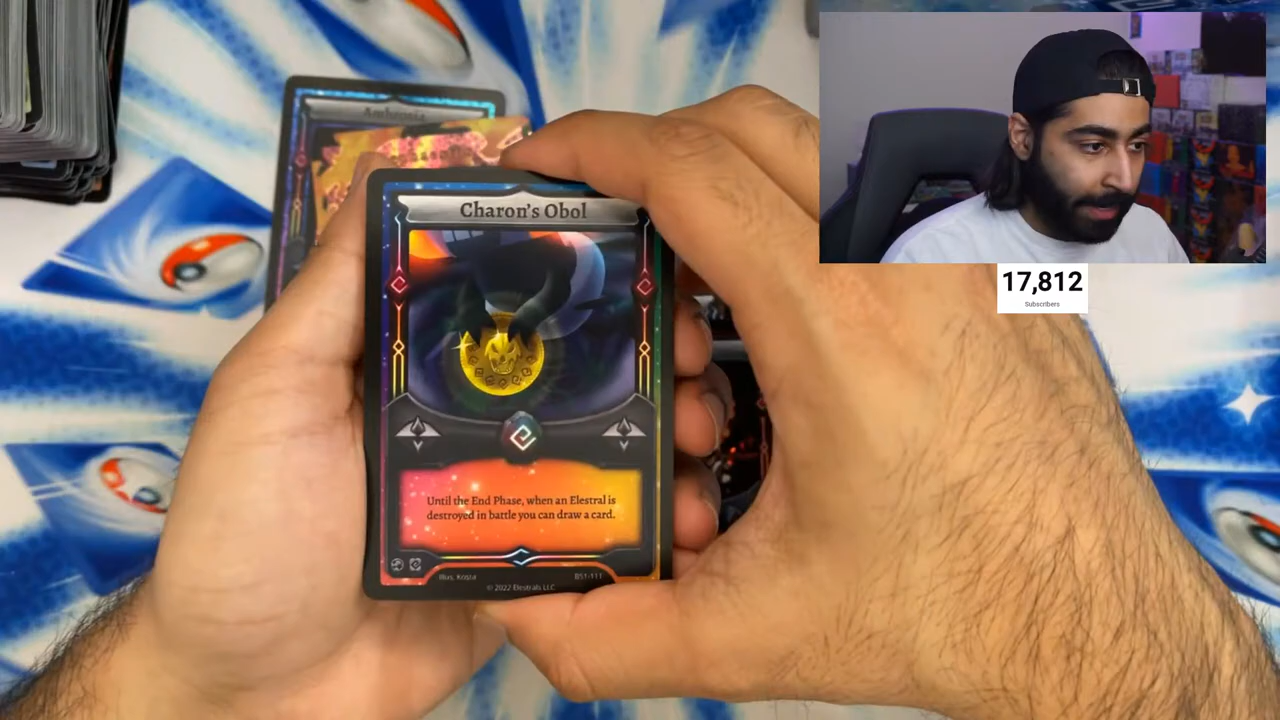 Ambrosia
Charon's Obol
Until the End Phase, when an Elestral is
destroyed in battle you can draw a card.
Illus. Kosta
BS1-111
© 2022 Elestrals LLC
17,812
Subscribers